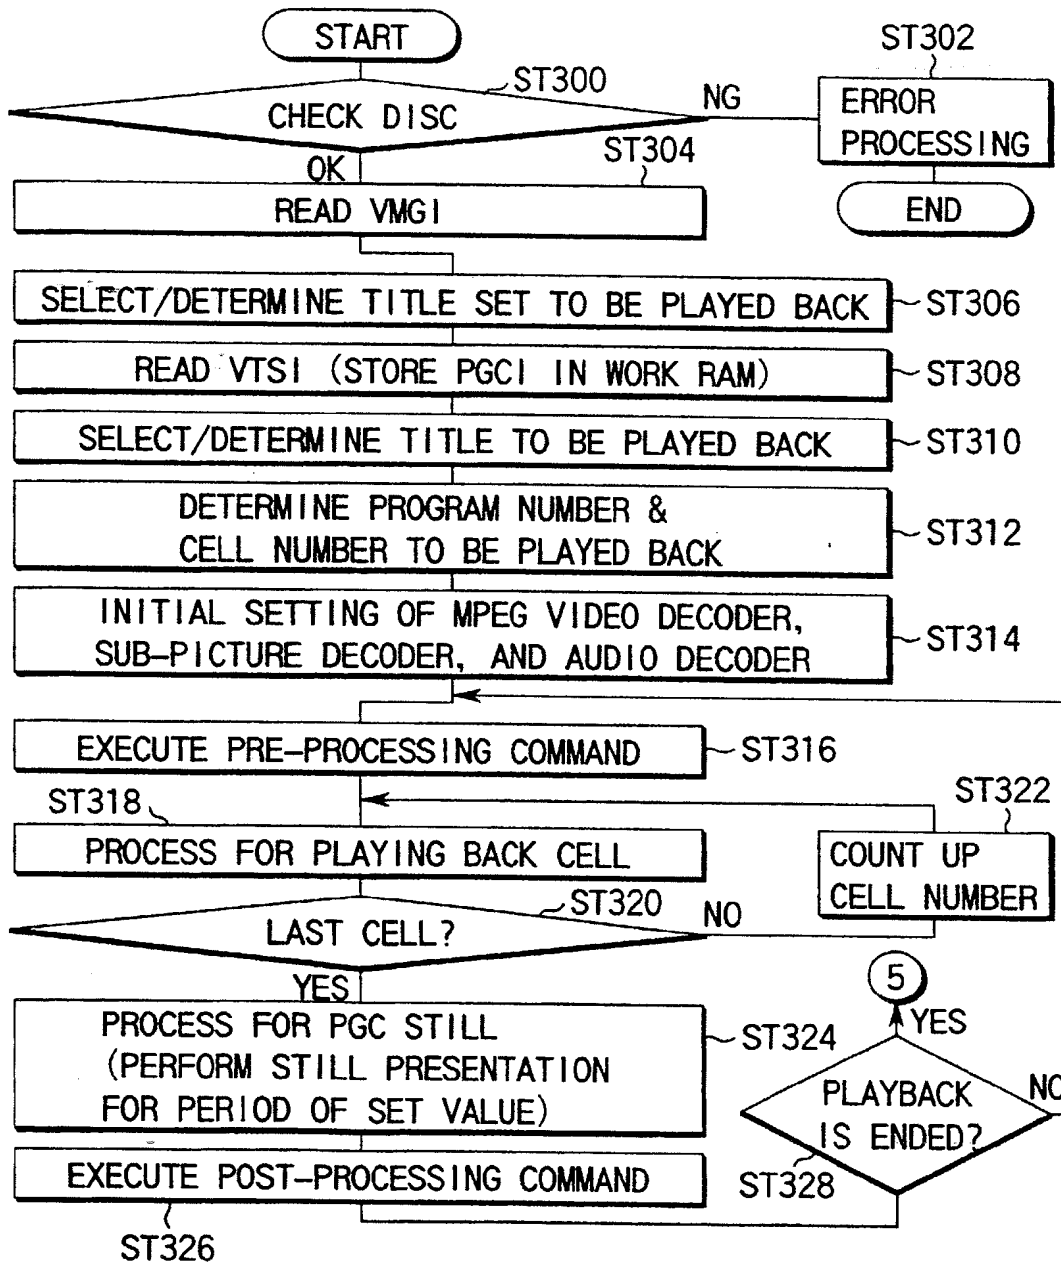 START
ST300
CHECK DISC
NG
ST302
ERROR
PROCESSING
END
OK
ST304
READ VMGI
SELECT/DETERMINE TITLE SET TO BE PLAYED BACK
ST306
READ VTSI (STORE PGCI IN WORK RAM)
ST308
SELECT/DETERMINE TITLE TO BE PLAYED BACK
ST310
DETERMINE PROGRAM NUMBER &
CELL NUMBER TO BE PLAYED BACK
ST312
INITIAL SETTING OF MPEG VIDEO DECODER,
SUB-PICTURE DECODER, AND AUDIO DECODER
ST314
EXECUTE PRE-PROCESSING COMMAND
ST316
ST318
PROCESS FOR PLAYING BACK CELL
ST322
COUNT UP
CELL NUMBER
ST320
LAST CELL?
NO
YES
PROCESS FOR PGC STILL
(PERFORM STILL PRESENTATION
FOR PERIOD OF SET VALUE)
ST324
EXECUTE POST-PROCESSING COMMAND
ST326
5
YES
PLAYBACK
IS ENDED?
NO
ST328